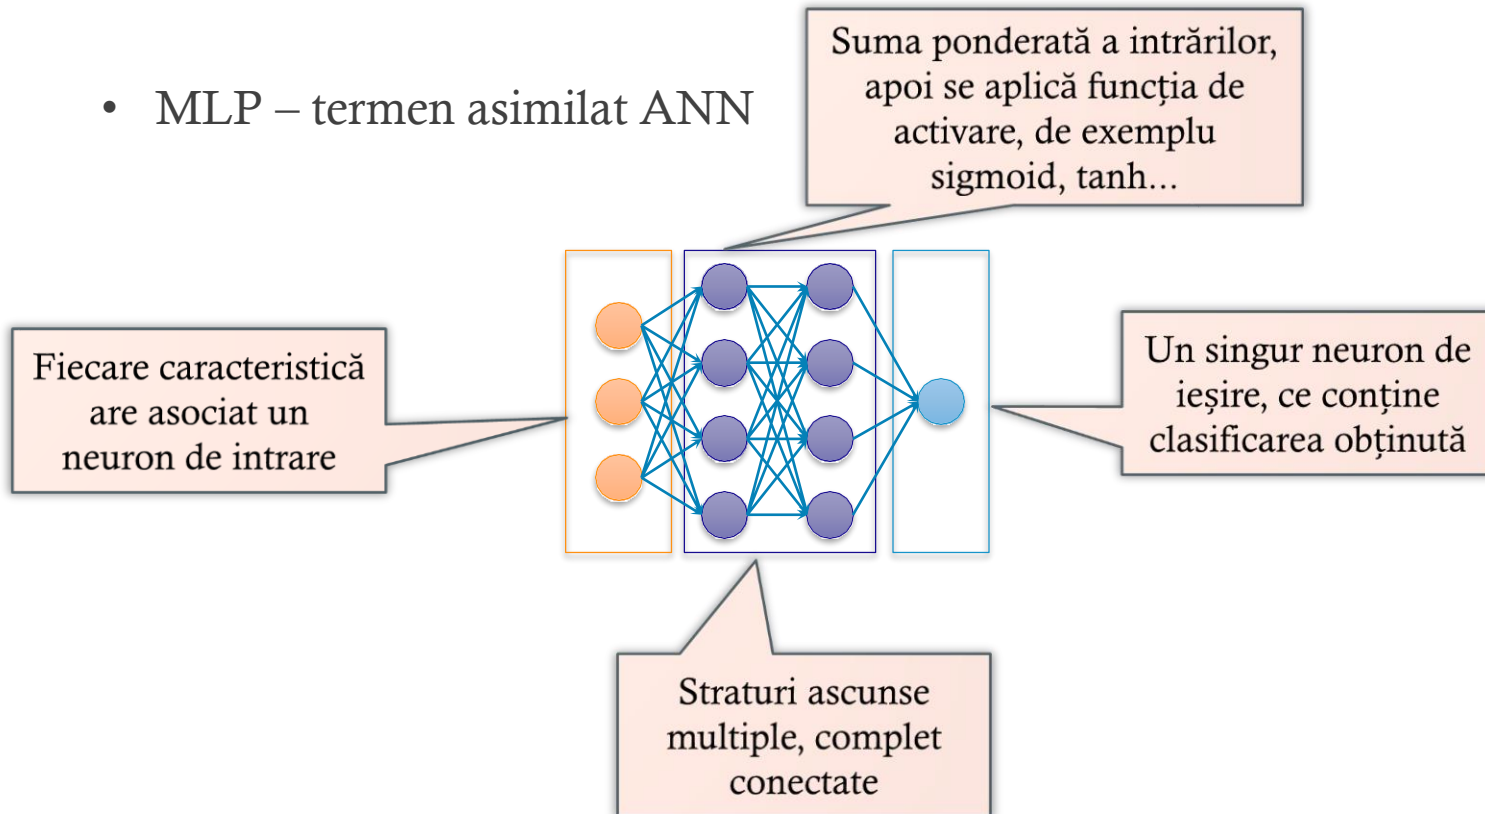 • MLP – termen asimilat ANN
Suma ponderată a intrărilor,
apoi se aplică funcția de
activare, de exemplu
sigmoid, tanh...
Fiecare caracteristică
are asociat un
neuron de intrare
Un singur neuron de
ieșire, ce conține
clasificarea obținută
Straturi ascunse
multiple, complet
conectate